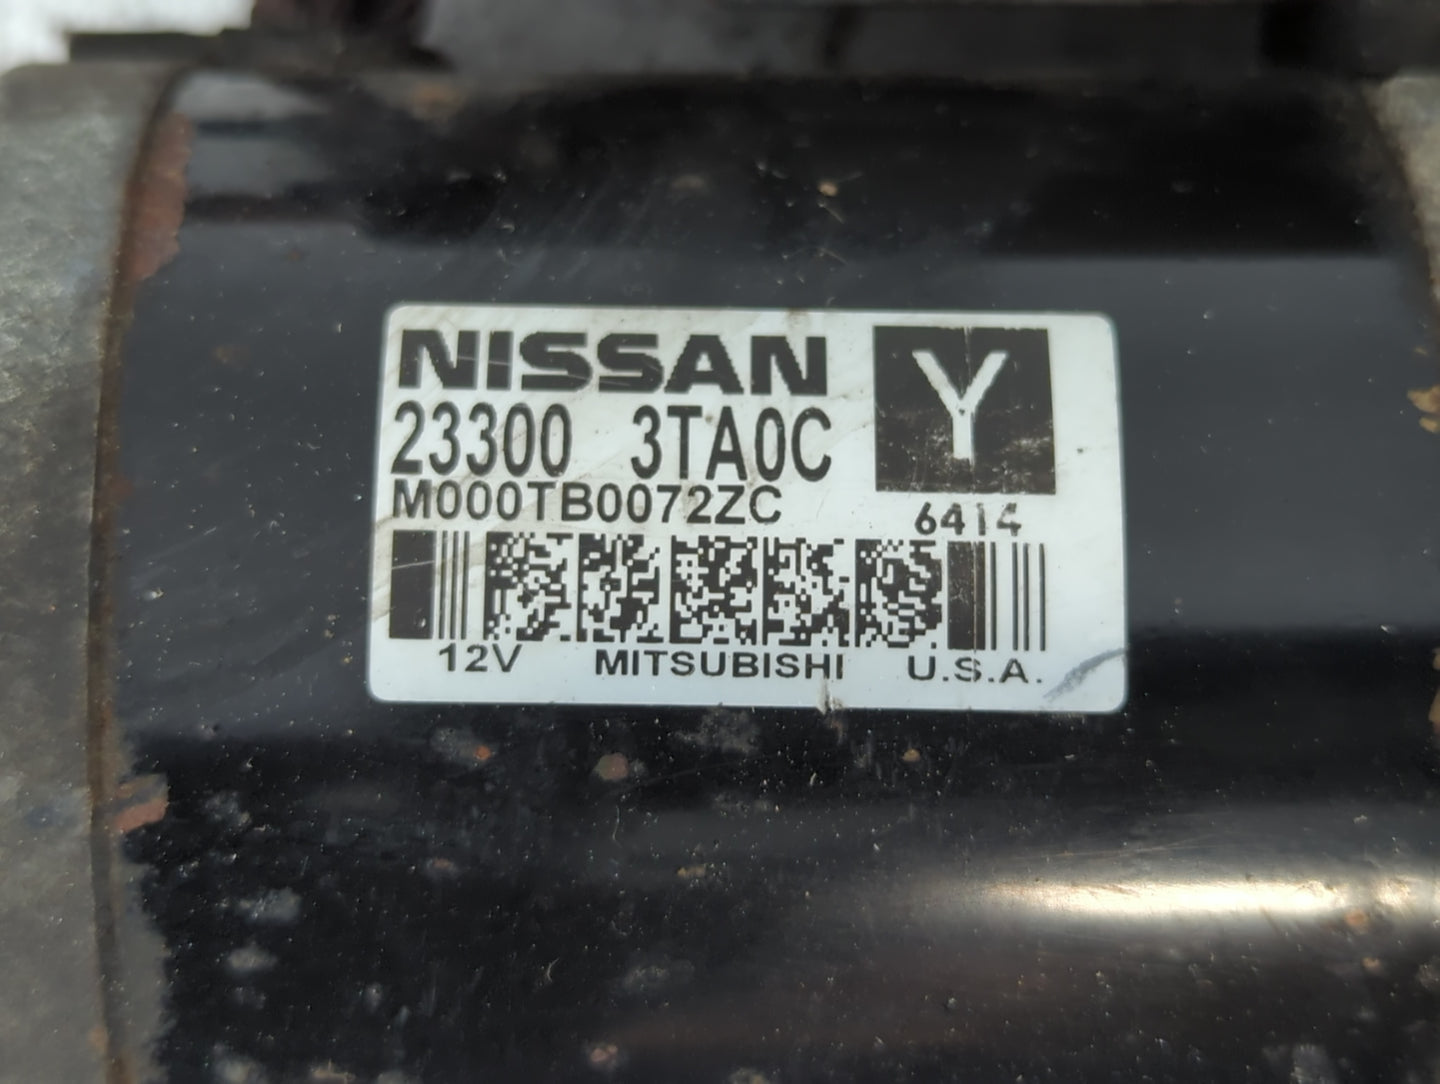 NISSAN
Y
23300 3TA0C
M000TB0072ZC
6414
12V MITSUBISHI U.S.A.